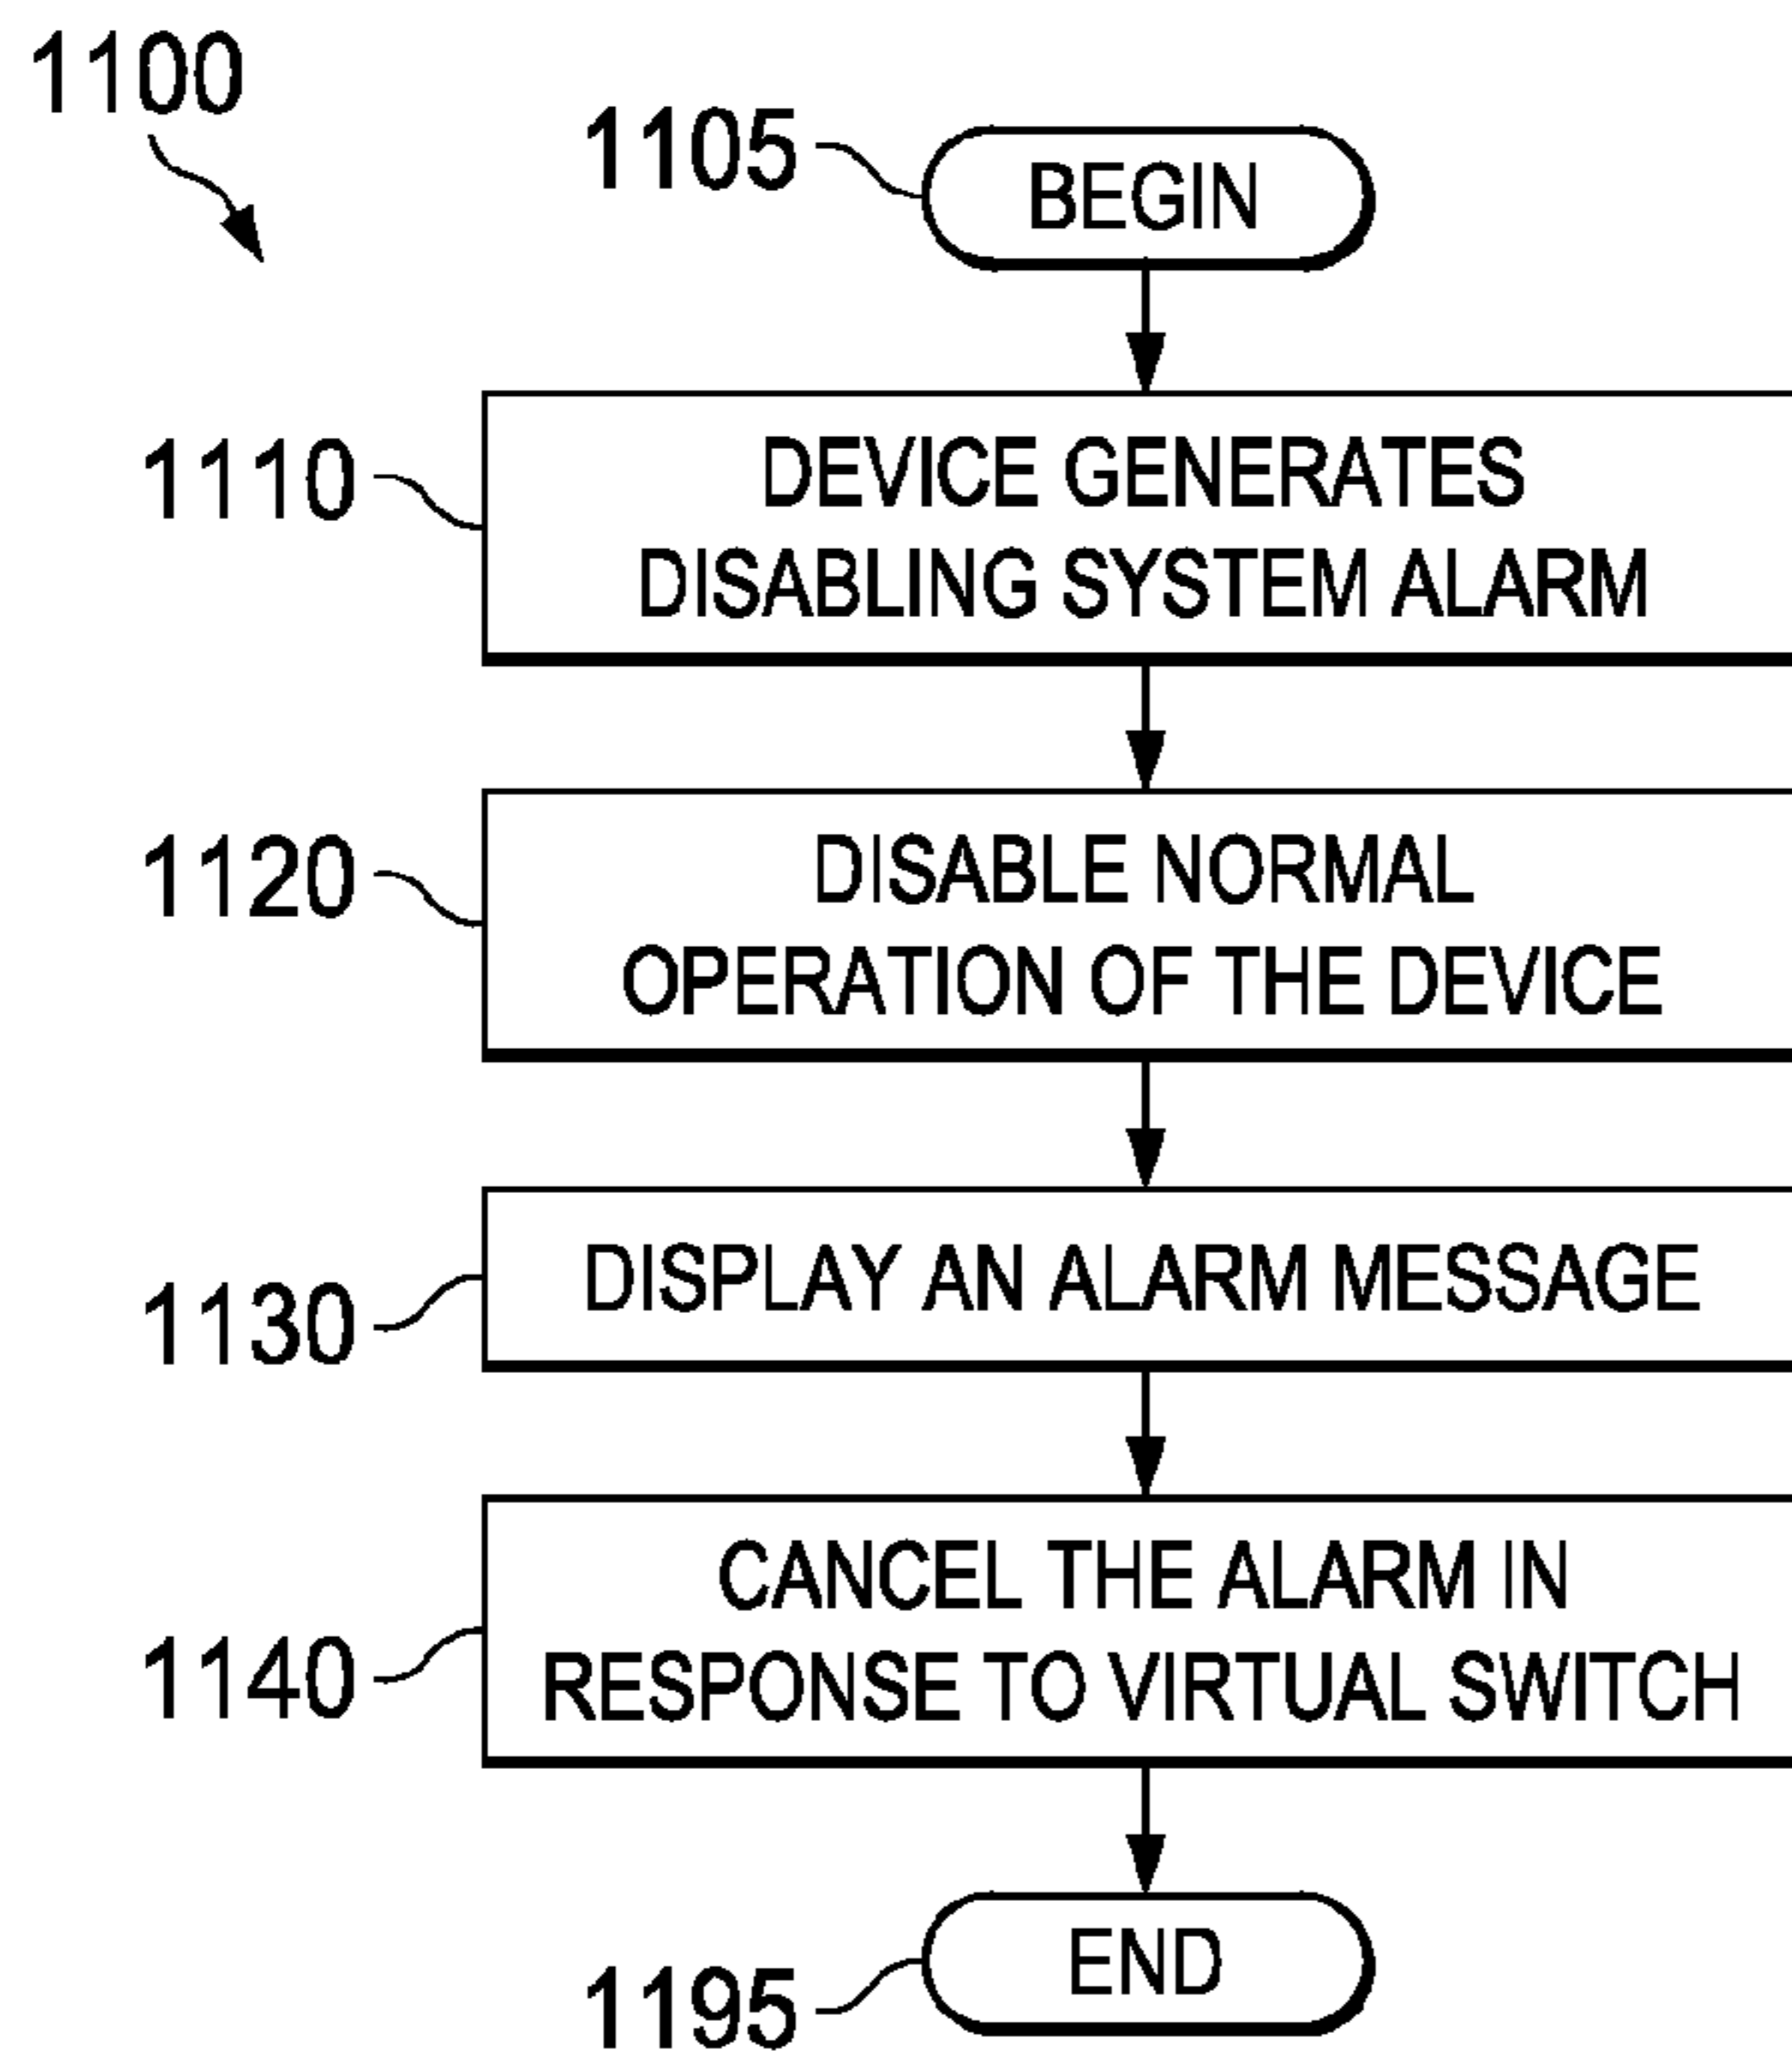 1100
1105
BEGIN
1110
DEVICE GENERATES
DISABLING SYSTEM ALARM
1120
DISABLE NORMAL
OPERATION OF THE DEVICE
1130
DISPLAY AN ALARM MESSAGE
1140
CANCEL THE ALARM IN
RESPONSE TO VIRTUAL SWITCH
1195
END